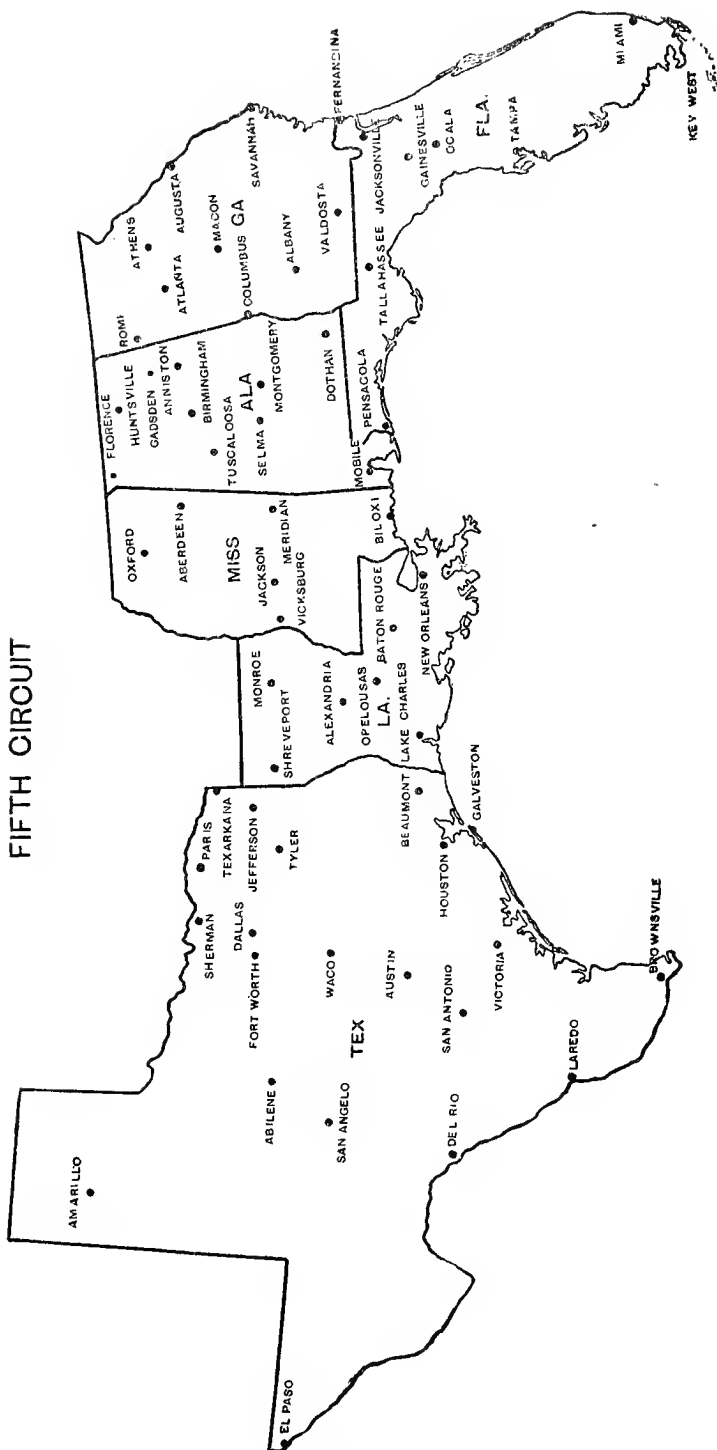 FIFTH CIRCUIT
AMARILLO
EL PASO
SHERMAN
PARIS
TEXARKANA
DALLAS
JEFFERSON
FORT WORTH
TYLER
ABILENE
WACO
SAN ANGELO
TEX
AUSTIN
BEAUMONT
HOUSTON
GALVESTON
SAN ANTONIO
VICTORIA
DEL RIO
LAREDO
BROWNSVILLE
MONROE
SHREVEPORT
ALEXANDRIA
OPELOUSAS
LA.
BATON ROUGE
LAKE CHARLES
NEW ORLEANS
OXFORD
ABERDEEN
MISS
JACKSON
MERIDIAN
VICKSBURG
BILOXI
FLORENCE
HUNTSVILLE
GADSDEN
ANNISTON
BIRMINGHAM
TUSCALOOSA
ALA
SELMA
MONTGOMERY
DOTHAN
MOBILE
ROMI
ATHENS
ATLANTA
AUGUSTA
MACON
COLUMBUS
GA
SAVANNAH
ALBANY
VALDOSTA
PENSACOLA
TALLAHASSEE
JACKSONVILLE
FERNANDINA
GAINESVILLE
OCALA
FLA.
TAMPA
MIAMI
KEY WEST